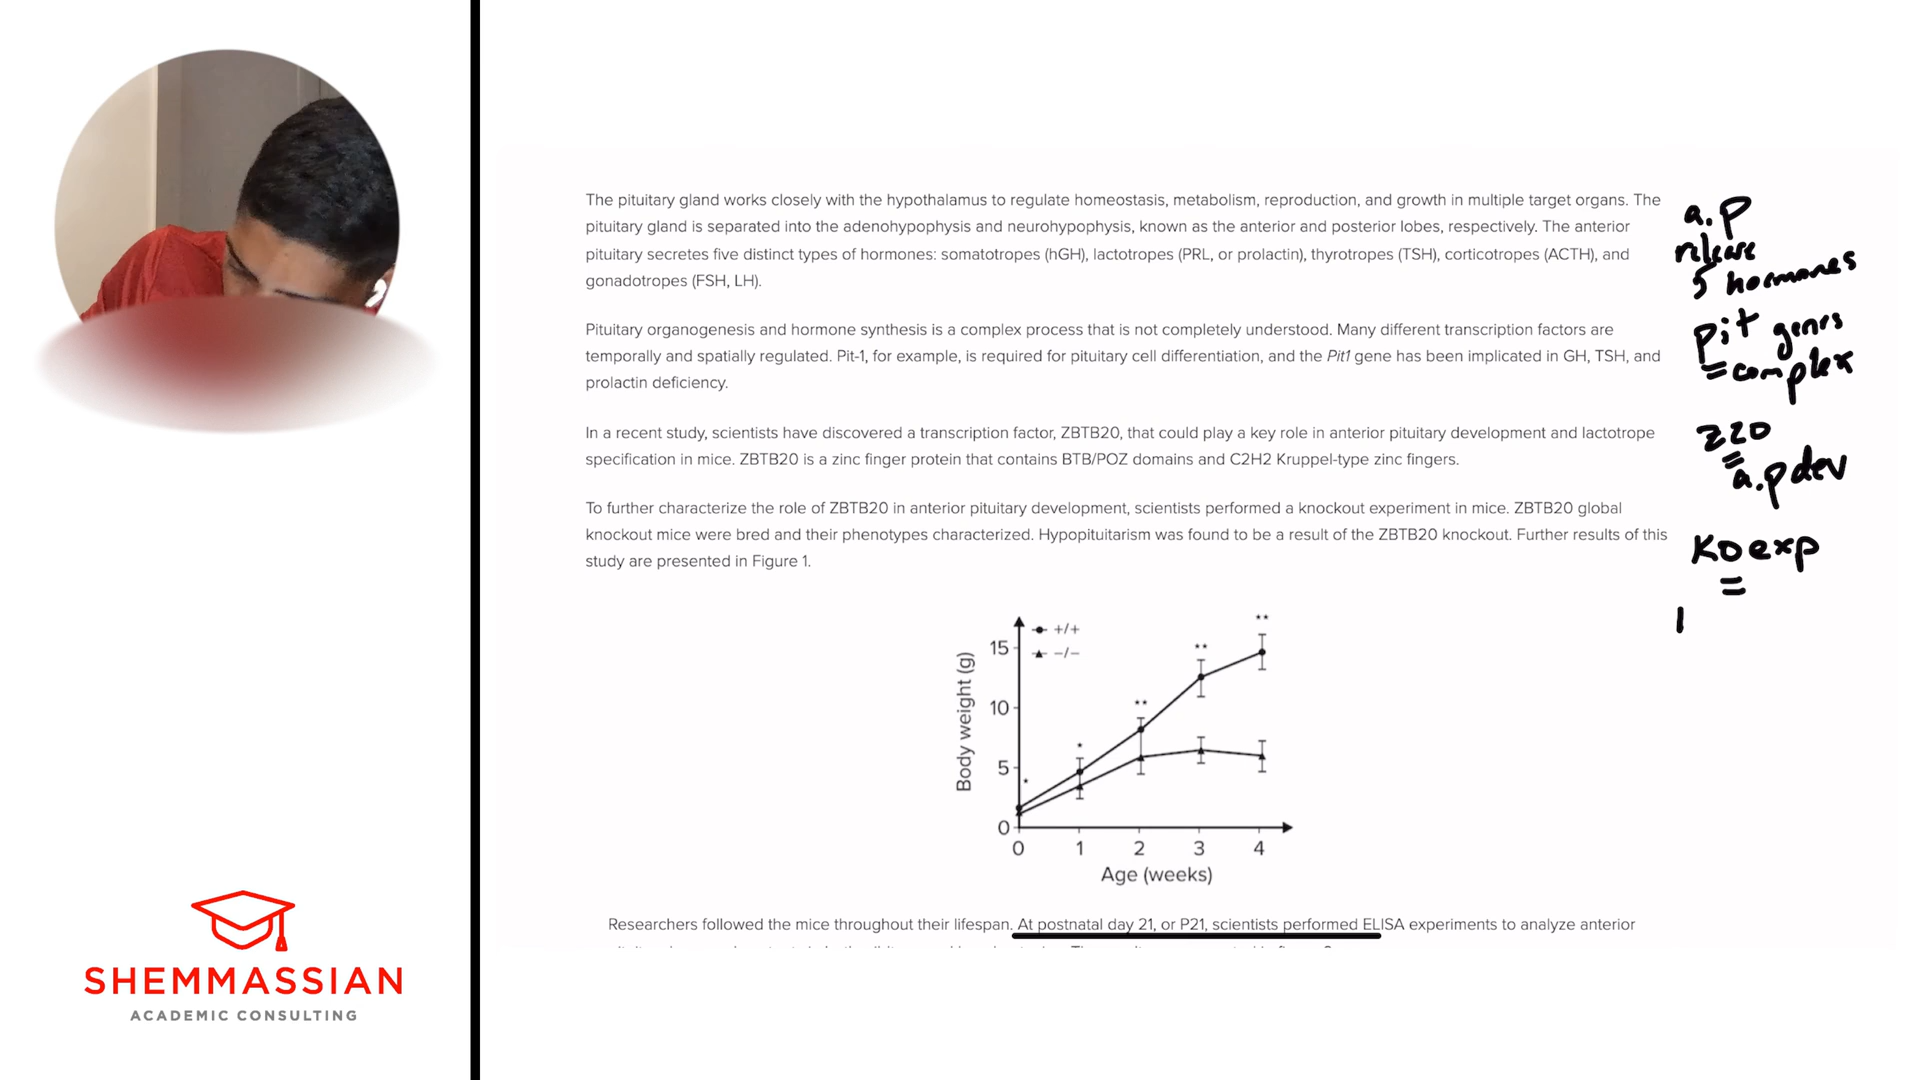 The pituitary gland works closely with the hypothalamus to regulate homeostasis, metabolism, reproduction, and growth in multiple target organs. The
pituitary gland is separated into the adenohypophysis and neurohypophysis, known as the anterior and posterior lobes, respectively. The anterior
pituitary secretes five distinct types of hormones: somatotropes (hGH), lactotropes (PRL, or prolactin), thyrotropes (TSH), corticotropes (ACTH), and
gonadotropes (FSH, LH).
Pituitary organogenesis and hormone synthesis is a complex process that is not completely understood. Many different transcription factors are
temporally and spatially regulated. Pit-1, for example, is required for pituitary cell differentiation, and the Pit1 gene has been implicated in GH, TSH, and
prolactin deficiency.
In a recent study, scientists have discovered a transcription factor, ZBTB20, that could play a key role in anterior pituitary development and lactotrope
specification in mice. ZBTB20 is a zinc finger protein that contains BTB/POZ domains and C2H2 Kruppel-type zinc fingers.
To further characterize the role of ZBTB20 in anterior pituitary development, scientists performed a knockout experiment in mice. ZBTB20 global
knockout mice were bred and their phenotypes characterized. Hypopituitarism was found to be a result of the ZBTB20 knockout. Further results of this
study are presented in Figure 1.
a.p
release
5 hormones
pit genes
=complex
Z20
=
a.p dev
KO exp
=
**
+/+
-/-
15
**
10
**
*
5
*
0
Body weight (g)
0 1 2 3 4
Age (weeks)
Researchers followed the mice throughout their lifespan. At postnatal day 21, or P21, scientists performed ELISA experiments to analyze anterior
SHEMMASSIAN
ACADEMIC CONSULTING